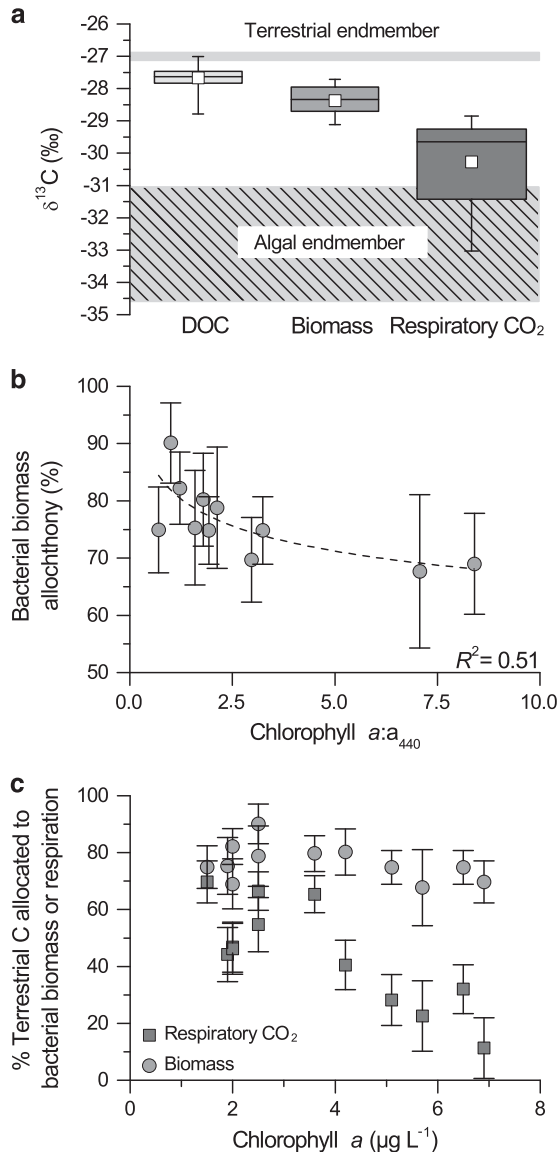 a
-26
-27
-28
-29
-30
-31
-32
-33
-34
-35
δ13C (‰)
Terrestrial endmember
Algal endmember
DOC Biomass Respiratory CO2
b
100
90
80
70
60
50
Bacterial biomass
allochthony (%)
R2= 0.51
0.0 2.5 5.0 7.5 10.0
Chlorophyll a:a440
c
100
80
60
40
20
0
% Terrestrial C allocated to
bacterial biomass or respiration
Respiratory CO2
Biomass
0 2 4 6 8
Chlorophyll a (µg L-1)